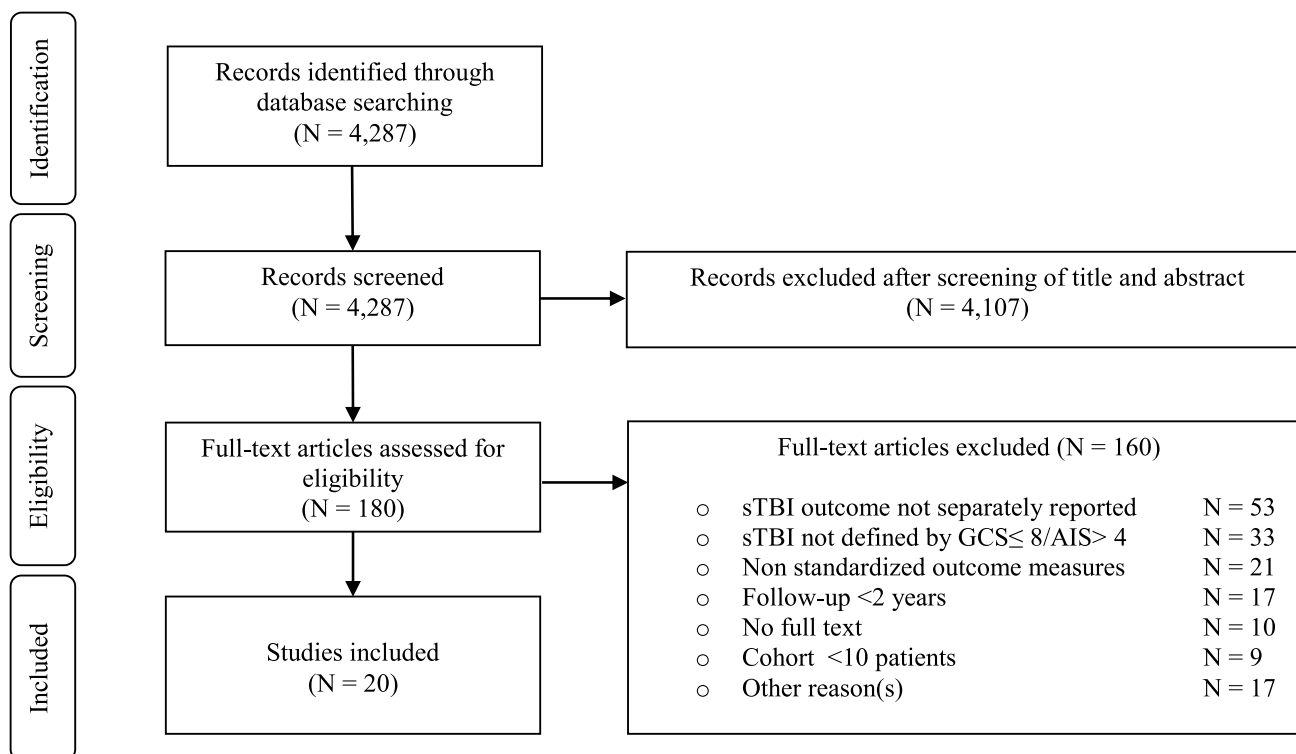 Identification
Records identified through
database searching
(N = 4,287)
Screening
Records screened
(N = 4,287)
Records excluded after screening of title and abstract
(N = 4,107)
Eligibility
Full-text articles assessed for
eligibility
(N = 180)
Full-text articles excluded (N = 160)
o sTBI outcome not separately reported N = 53
o sTBI not defined by GCS≤ 8/AIS> 4 N = 33
o Non standardized outcome measures N = 21
o Follow-up <2 years N = 17
o No full text N = 10
o Cohort <10 patients N = 9
o Other reason(s) N = 17
Included
Studies included
(N = 20)